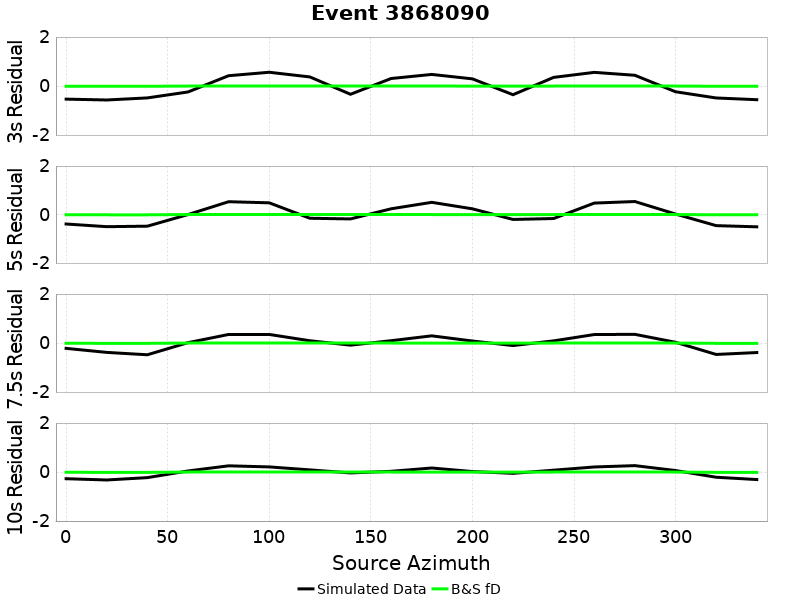 Event 3868090
3s Residual
2
0
-2
5s Residual
2
0
-2
7.5s Residual
2
0
-2
10s Residual
2
0
-2
0 50 100 150 200 250 300
Source Azimuth
Simulated Data B&S fD